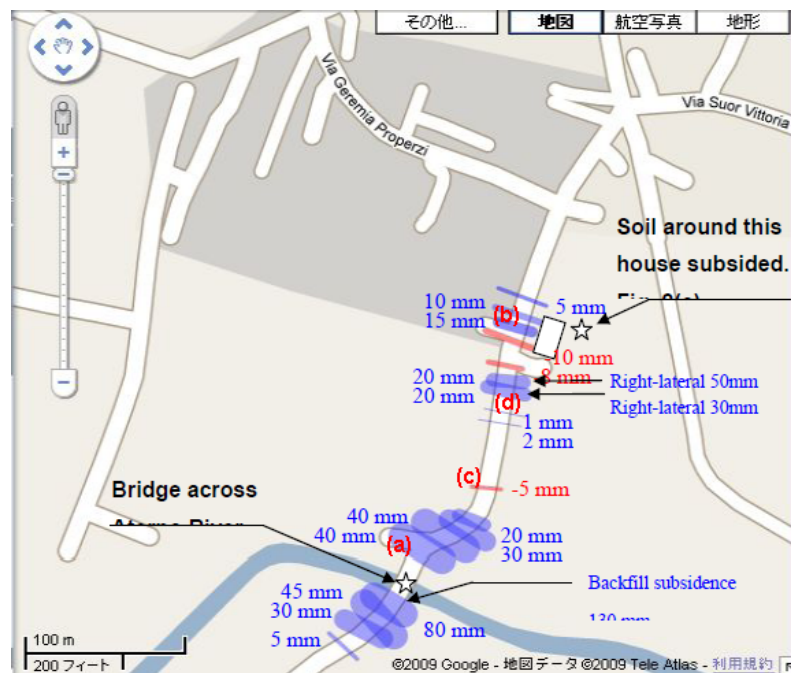 その他...
地図
航空写真
地形
Via Geremia Properzi
Via Suor Vittoria
Soil around this
house subsided.
10 mm
5 mm
15 mm
(b)
-10 mm
-8 mm
20 mm
Right-lateral 50mm
20 mm
Right-lateral 30mm
(d)
1 mm
2 mm
(c)
-5 mm
Bridge across
Aterno River
40 mm
20 mm
40 mm
(a)
30 mm
45 mm
Backfill subsidence
30 mm
130 mm
80 mm
5 mm
100 m
200 フィート
©2009 Google - 地図データ ©2009 Tele Atlas - 利用規約